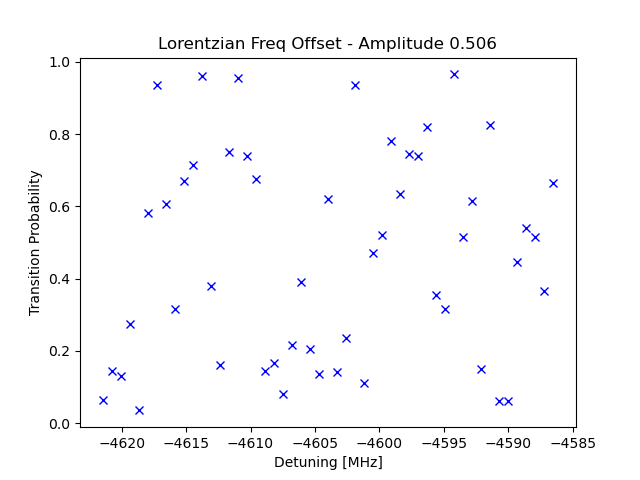 Lorentzian Freq Offset - Amplitude 0.506
1.0
0.8
0.6
0.4
0.2
0.0
Transition Probability
−4620 −4615 −4610 −4605 −4600 −4595 −4590 −4585
Detuning [MHz]